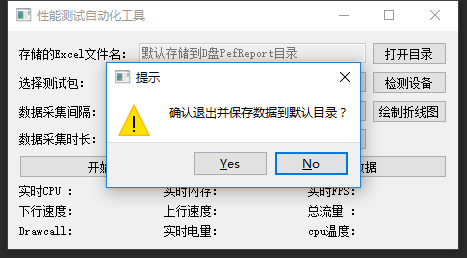 性能测试自动化工具
存储的Excel文件名: 默认存储到D盘PefReport目录 打开目录
选择测试包: 检测设备
提示
数据采集间隔: 绘制折线图
确认退出并保存数据到默认目录？
数据采集时长:
Yes No
开始 数据
实时CPU : 实时内存: 实时FPS:
下行速度: 上行速度: 总流量 :
Drawcall: 实时电量: cpu温度: